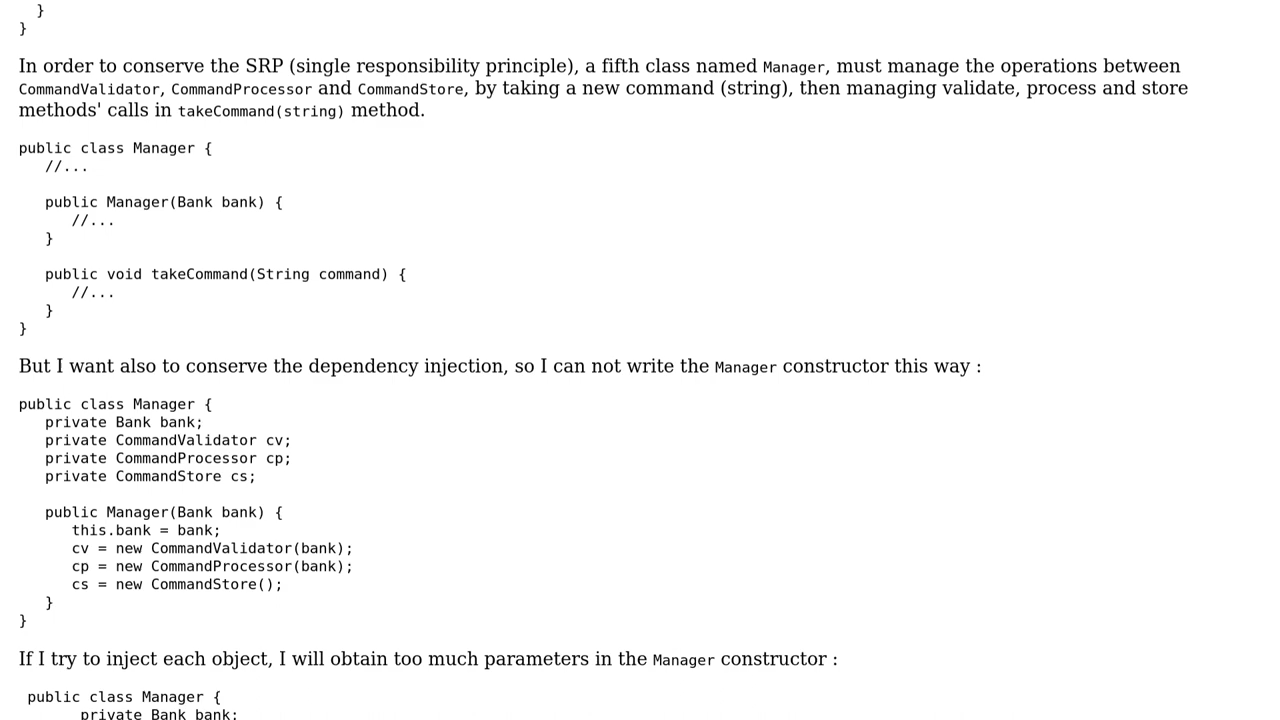 }
}
In order to conserve the SRP (single responsibility principle), a fifth class named Manager, must manage the operations between
CommandValidator, CommandProcessor and CommandStore, by taking a new command (string), then managing validate, process and store
methods' calls in takeCommand(string) method.
public class Manager {
   //...
   public Manager(Bank bank) {
      //...
   }
   public void takeCommand(String command) {
      //...
   }
}
But I want also to conserve the dependency injection, so I can not write the Manager constructor this way :
public class Manager {
   private Bank bank;
   private CommandValidator cv;
   private CommandProcessor cp;
   private CommandStore cs;
   public Manager(Bank bank) {
      this.bank = bank;
      cv = new CommandValidator(bank);
      cp = new CommandProcessor(bank);
      cs = new CommandStore();
   }
}
If I try to inject each object, I will obtain too much parameters in the Manager constructor :
 public class Manager {
       private Bank bank;